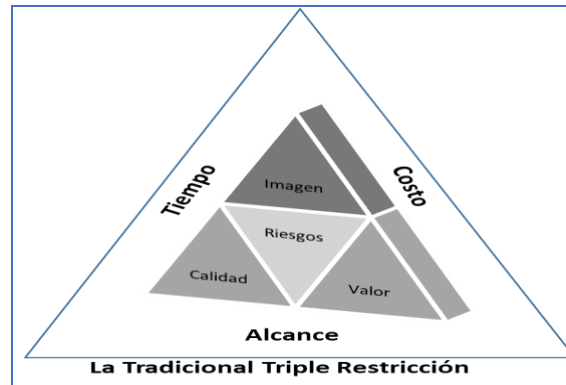 Tiempo
Costo
Imagen
Riesgos
Calidad
Valor
Alcance
La Tradicional Triple Restricción